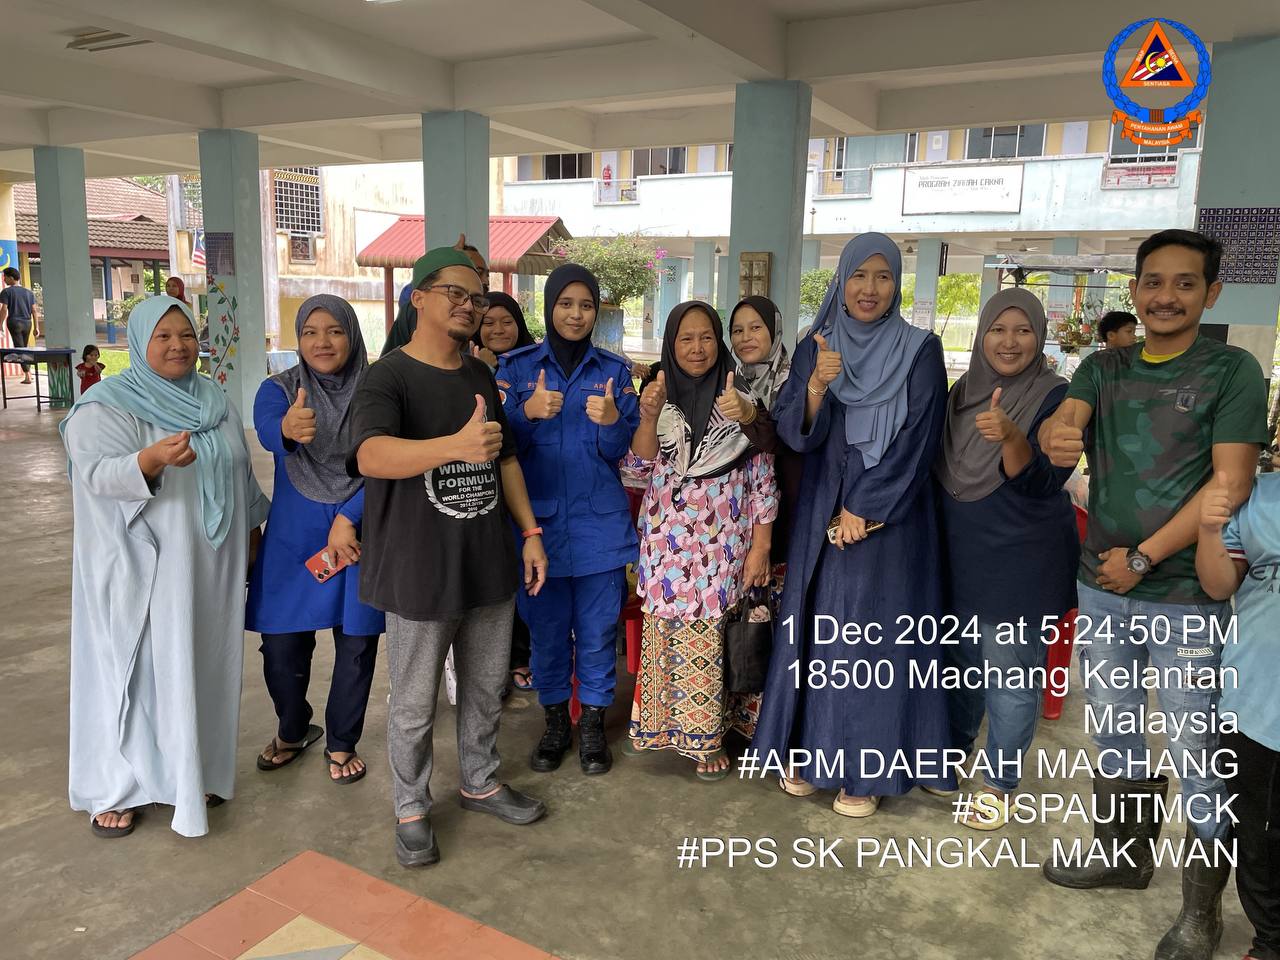 SENTIASA
PERTAHANAN AWAM
MALAYSIA
PROGRAM ZIARAH CAKNA
WINNING
FORMULA
FOR THE
WORLD CHAMPIONS
APM
1 Dec 2024 at 5:24:50 PM
18500 Machang Kelantan
Malaysia
#APM DAERAH MACHANG
#SISPAUiTMCK
#PPS SK PANGKAL MAK WAN